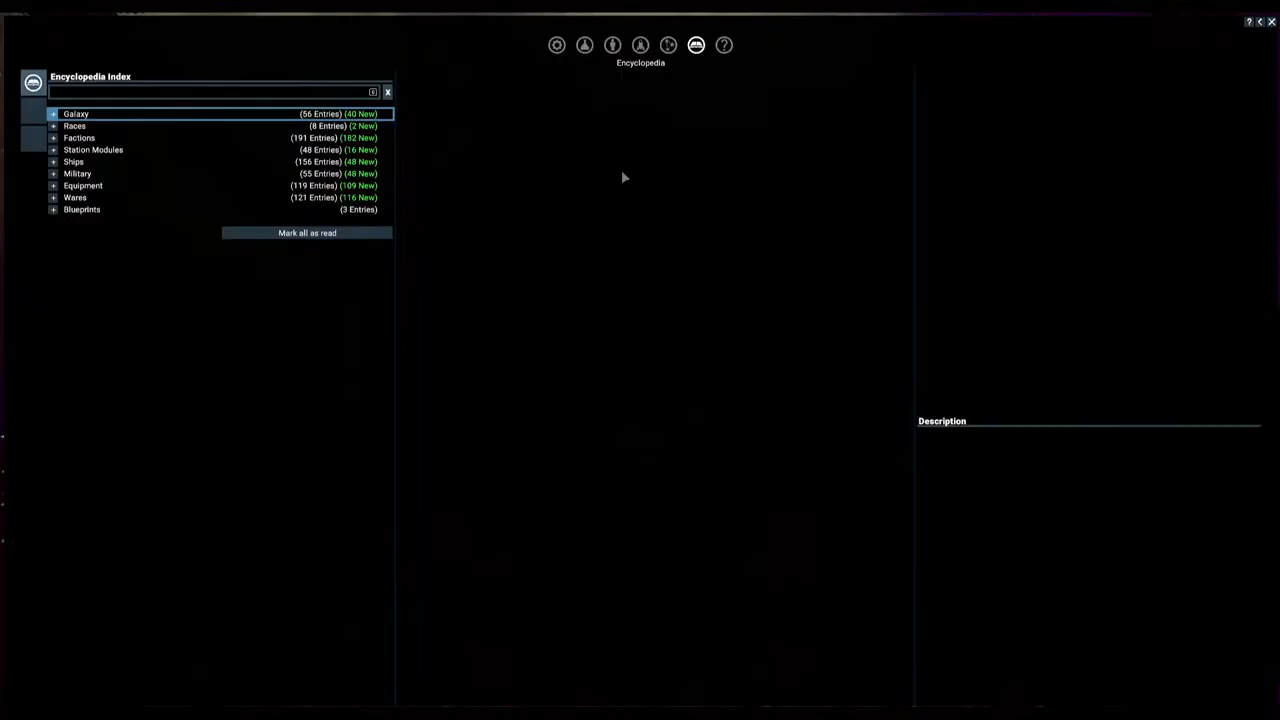 Encyclopedia
Encyclopedia Index
Galaxy (56 Entries) (40 New)
Races (8 Entries) (2 New)
Factions (191 Entries) (182 New)
Station Modules (48 Entries) (16 New)
Ships (156 Entries) (48 New)
Military (55 Entries) (48 New)
Equipment (119 Entries) (109 New)
Wares (121 Entries) (116 New)
Blueprints (3 Entries)
Mark all as read
Description